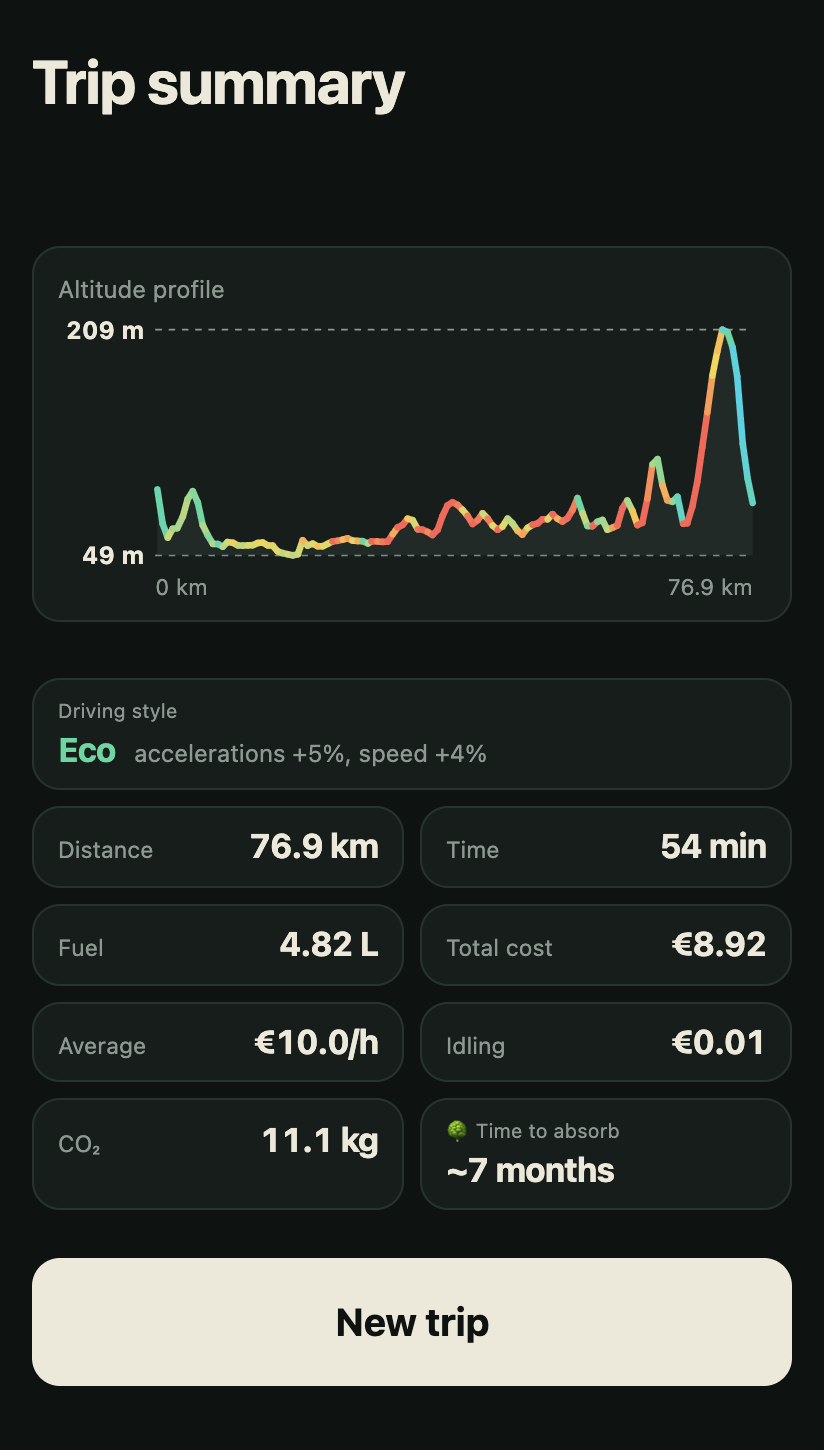 Trip summary
Altitude profile
209 m
49 m
0 km 76.9 km
Driving style
Eco accelerations +5%, speed +4%
Distance 76.9 km
Time 54 min
Fuel 4.82 L
Total cost €8.92
Average €10.0/h
Idling €0.01
CO₂ 11.1 kg
Time to absorb
~7 months
New trip